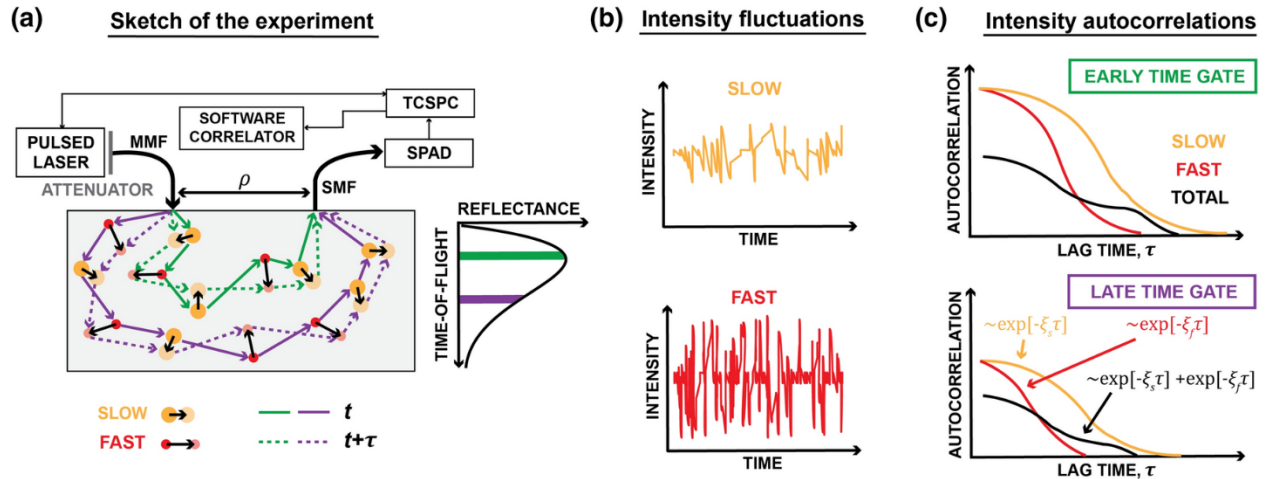 (a)
Sketch of the experiment
TCSPC
SOFTWARE
CORRELATOR
PULSED
LASER
MMF
SPAD
ATTENUATOR
ρ
SMF
REFLECTANCE
TIME-OF-FLIGHT
SLOW
FAST
t
t+τ
(b)
Intensity fluctuations
SLOW
INTENSITY
TIME
FAST
INTENSITY
TIME
(c)
Intensity autocorrelations
EARLY TIME GATE
AUTOCORRELATION
SLOW
FAST
TOTAL
LAG TIME, τ
LATE TIME GATE
~exp[-ξsτ]
~exp[-ξfτ]
~exp[-ξsτ] +exp[-ξfτ]
AUTOCORRELATION
LAG TIME, τ